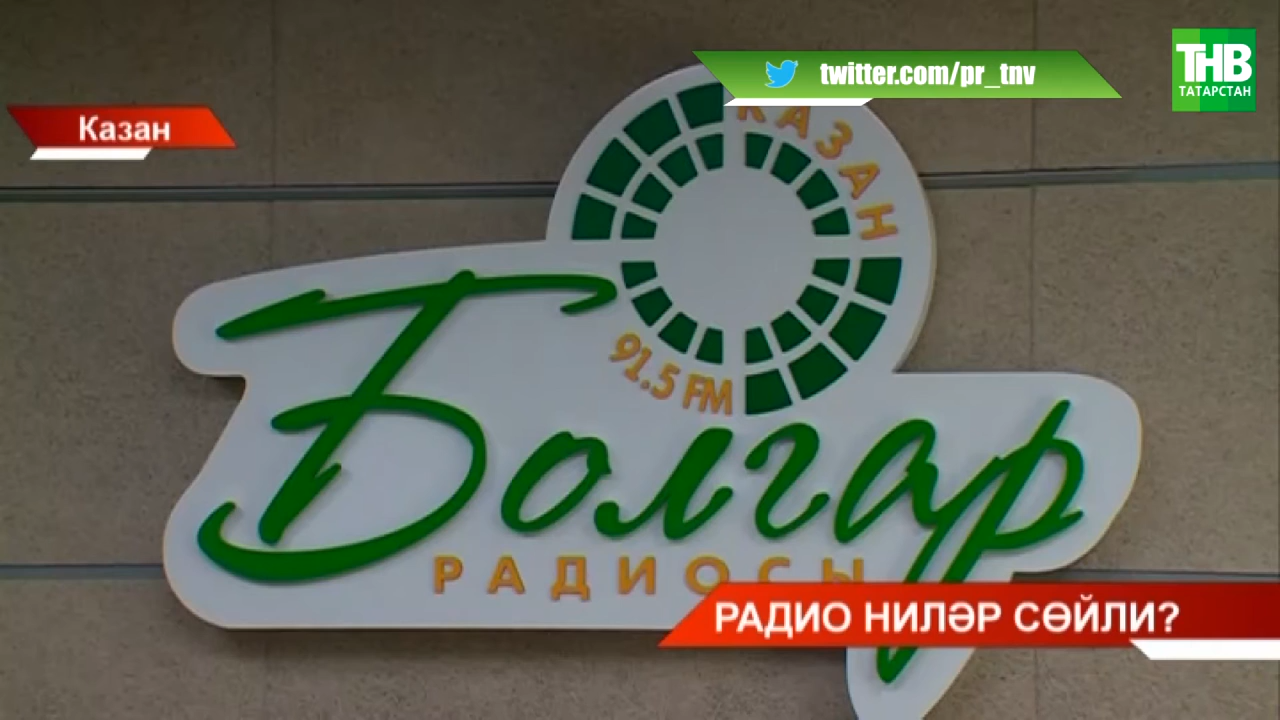 twitter.com/pr_tnv
ТНВ
ТАТАРСТАН
Казан
КАЗАН
91.5 FM
Болгар
РАДИОСЫ
РАДИО НИЛӘР СӨЙЛИ?